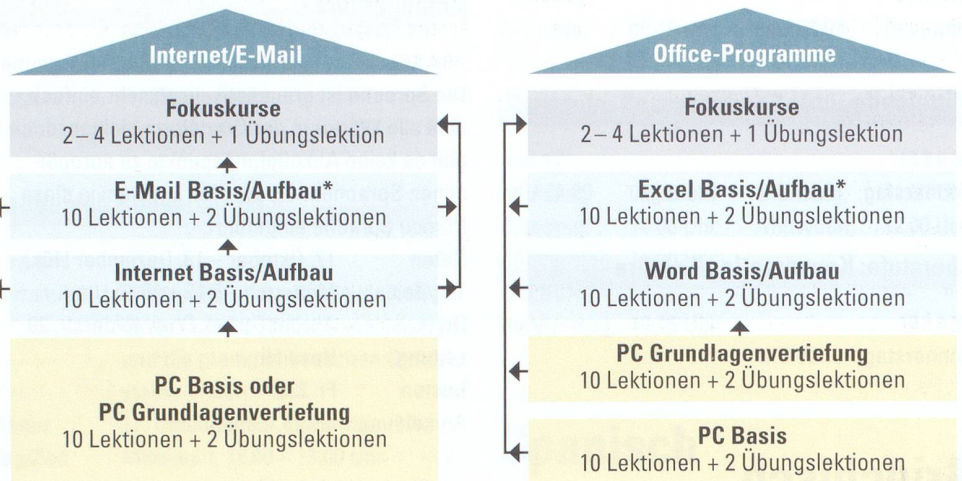 Internet/E-Mail
Fokuskurse
2–4 Lektionen + 1 Übungslektion
E-Mail Basis/Aufbau*
10 Lektionen + 2 Übungslektionen
Internet Basis/Aufbau
10 Lektionen + 2 Übungslektionen
PC Basis oder
PC Grundlagenvertiefung
10 Lektionen + 2 Übungslektionen
Office-Programme
Fokuskurse
2–4 Lektionen + 1 Übungslektion
Excel Basis/Aufbau*
10 Lektionen + 2 Übungslektionen
Word Basis/Aufbau
10 Lektionen + 2 Übungslektionen
PC Grundlagenvertiefung
10 Lektionen + 2 Übungslektionen
PC Basis
10 Lektionen + 2 Übungslektionen